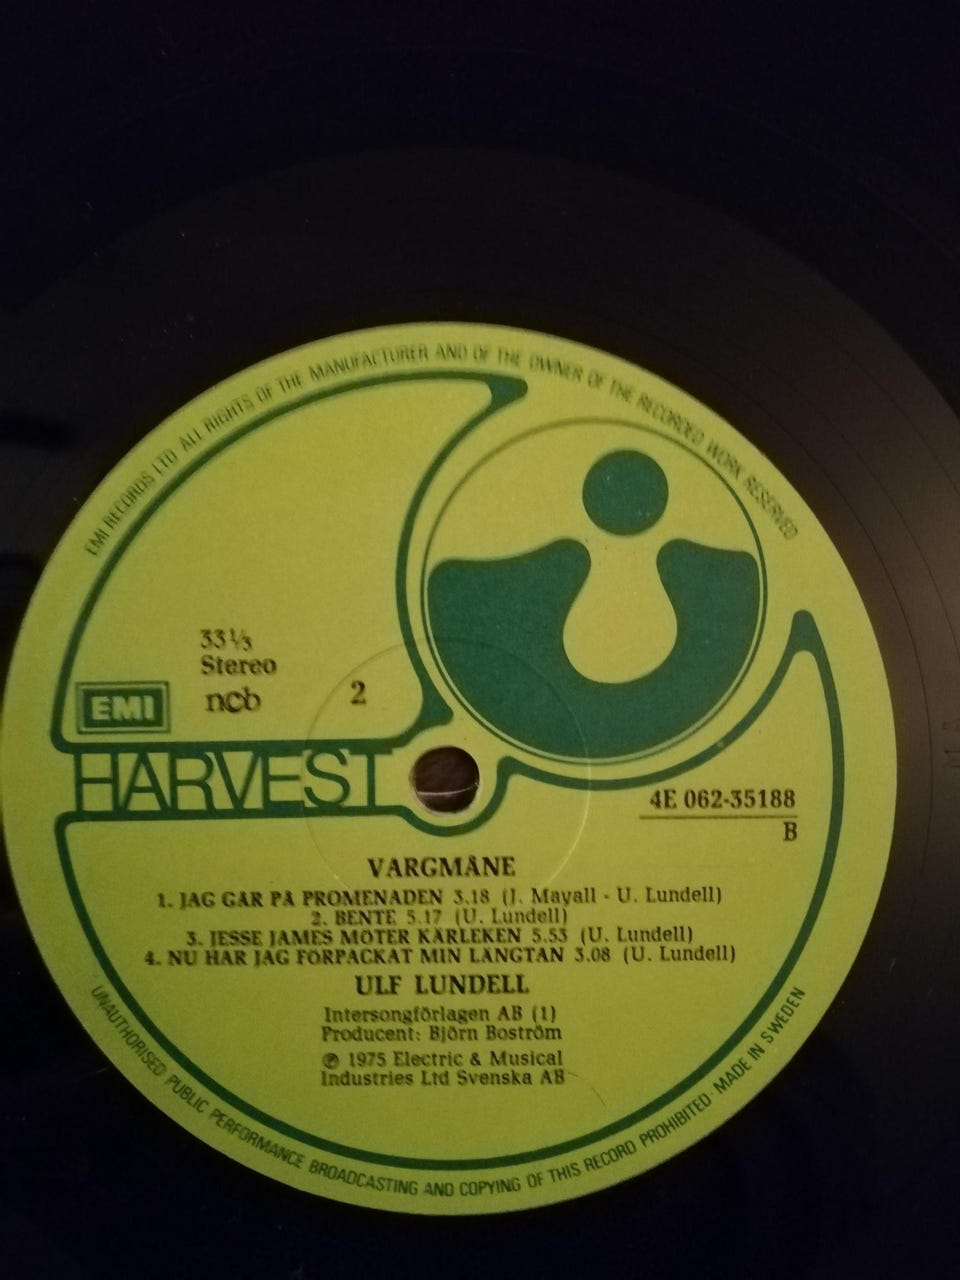 EMI RECORDS LTD ALL RIGHTS OF THE MANUFACTURER AND OF THE OWNER OF THE RECORDED WORK RESERVED
33⅓
Stereo
ncb
2
EMI
HARVEST
4E 062-35188
B
VARGMÅNE
1. JAG GÅR PÅ PROMENADEN 3.18 (J. Mayall - U. Lundell)
2. BENTE 5.17 (U. Lundell)
3. JESSE JAMES MÖTER KÄRLEKEN 5.53 (U. Lundell)
4. NU HAR JAG FÖRPACKAT MIN LÄNGTAN 3.08 (U. Lundell)
ULF LUNDELL
Intersongförlagen AB (1)
Producent: Björn Boström
℗ 1975 Electric & Musical
Industries Ltd Svenska AB
UNAUTHORISED PUBLIC PERFORMANCE BROADCASTING AND COPYING OF THIS RECORD PROHIBITED · MADE IN SWEDEN